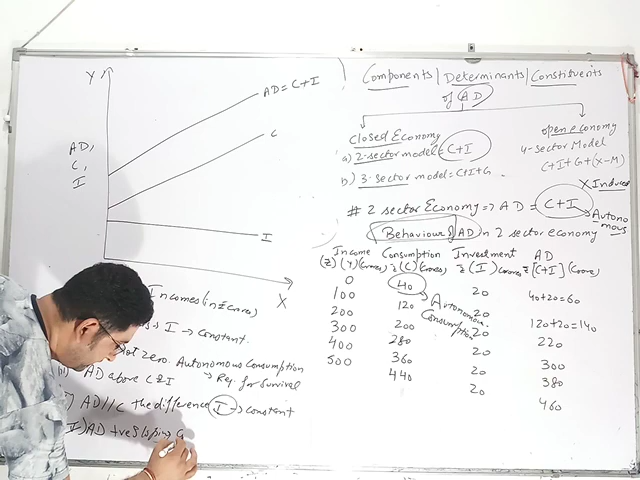 Y
AD = C+I
C
AD,
C,
I
I
X
Incomes (in ₹ crores)
I → Constant.
not zero. Autonomous Consumption
→ Req. for Survival
iii) AD above C & I
AD//C the difference I → Constant
V) AD +ve sloping
Components / Determinants / Constituents
of AD
closed Economy
a) 2-sector model = C+I
b) 3-sector model = C+I+G.
open economy
4-sector Model
C+I+G+(X-M)
# 2 sector Economy => AD = C+I
X Induced
Autonomous
Behaviour of AD in 2 sector economy
Income Consumption Investment AD
(₹) (Y) (Crores) ₹ (C) (Crores) ₹ (I) crores ₹ [C+I] (Crore)
0 40 20 40+20=60
100 120 20 120+20=140
200 200 20 220
300 280 20 300
400 360 20 380
500 440 20 460
Autonomous
Consumption